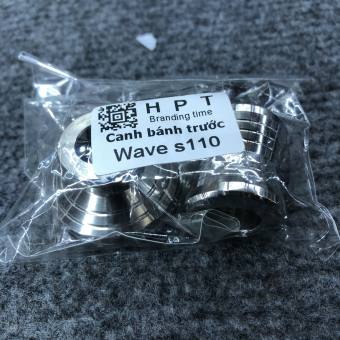 H P T
Branding time
Canh bánh trước
Wave s110